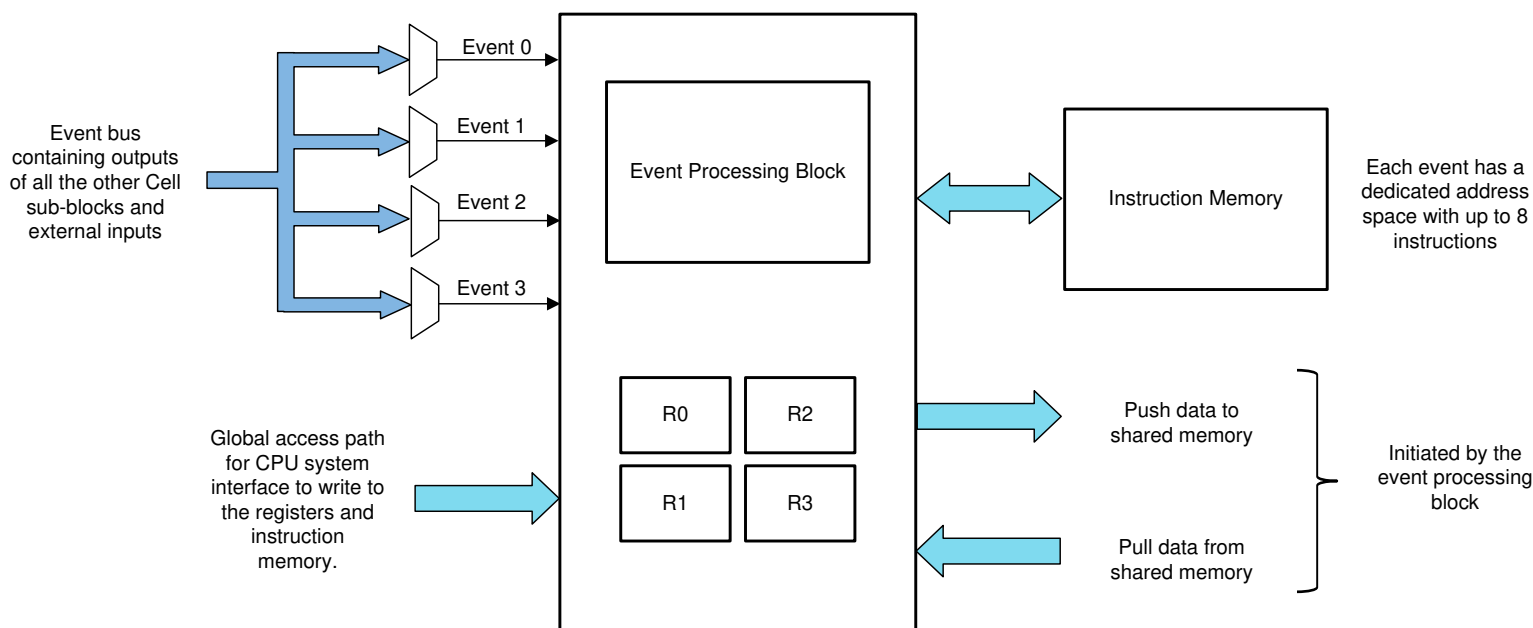 Event bus
containing outputs
of all the other Cell
sub-blocks and
external inputs
Event 0
Event 1
Event 2
Event 3
Event Processing Block
Instruction Memory
Each event has a
dedicated address
space with up to 8
instructions
Global access path
for CPU system
interface to write to
the registers and
instruction
memory.
R0
R2
R1
R3
Push data to
shared memory
Pull data from
shared memory
Initiated by the
event processing
block